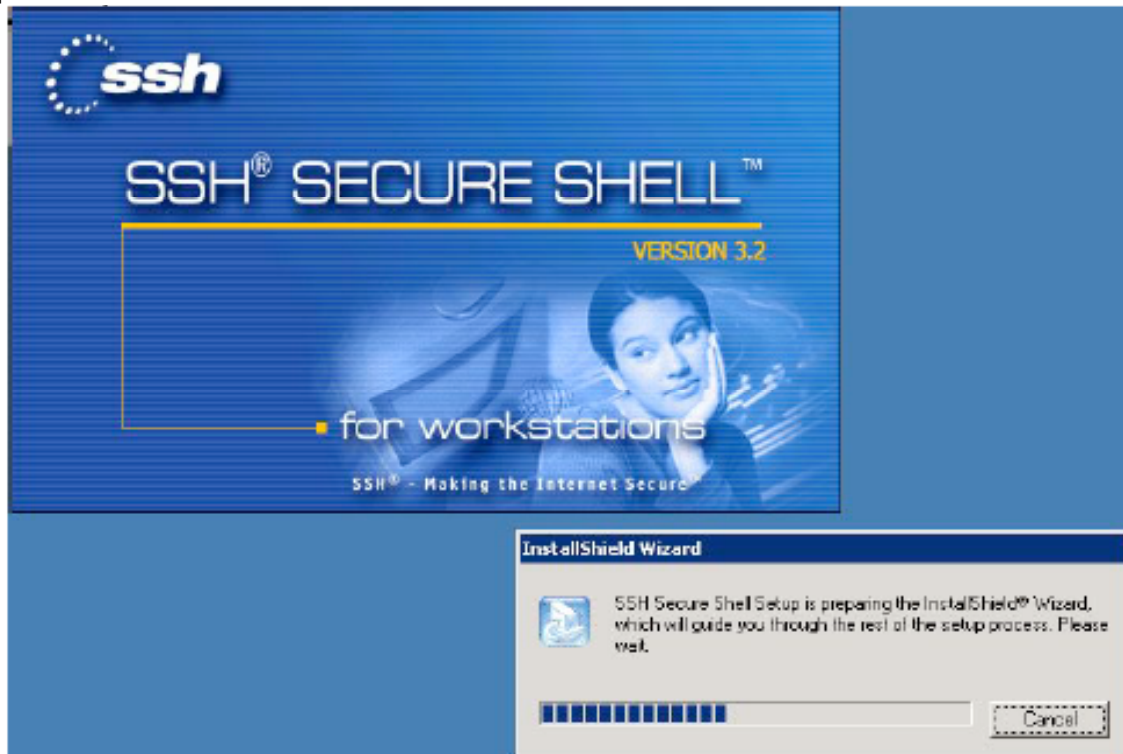 ssh
SSH® SECURE SHELL™
VERSION 3.2
for workstations
SSH® - Making the Internet Secure™
InstallShield Wizard
SSH Secure Shell Setup is preparing the InstallShield® Wizard,
which will guide you through the rest of the setup process. Please
wait.
Cancel